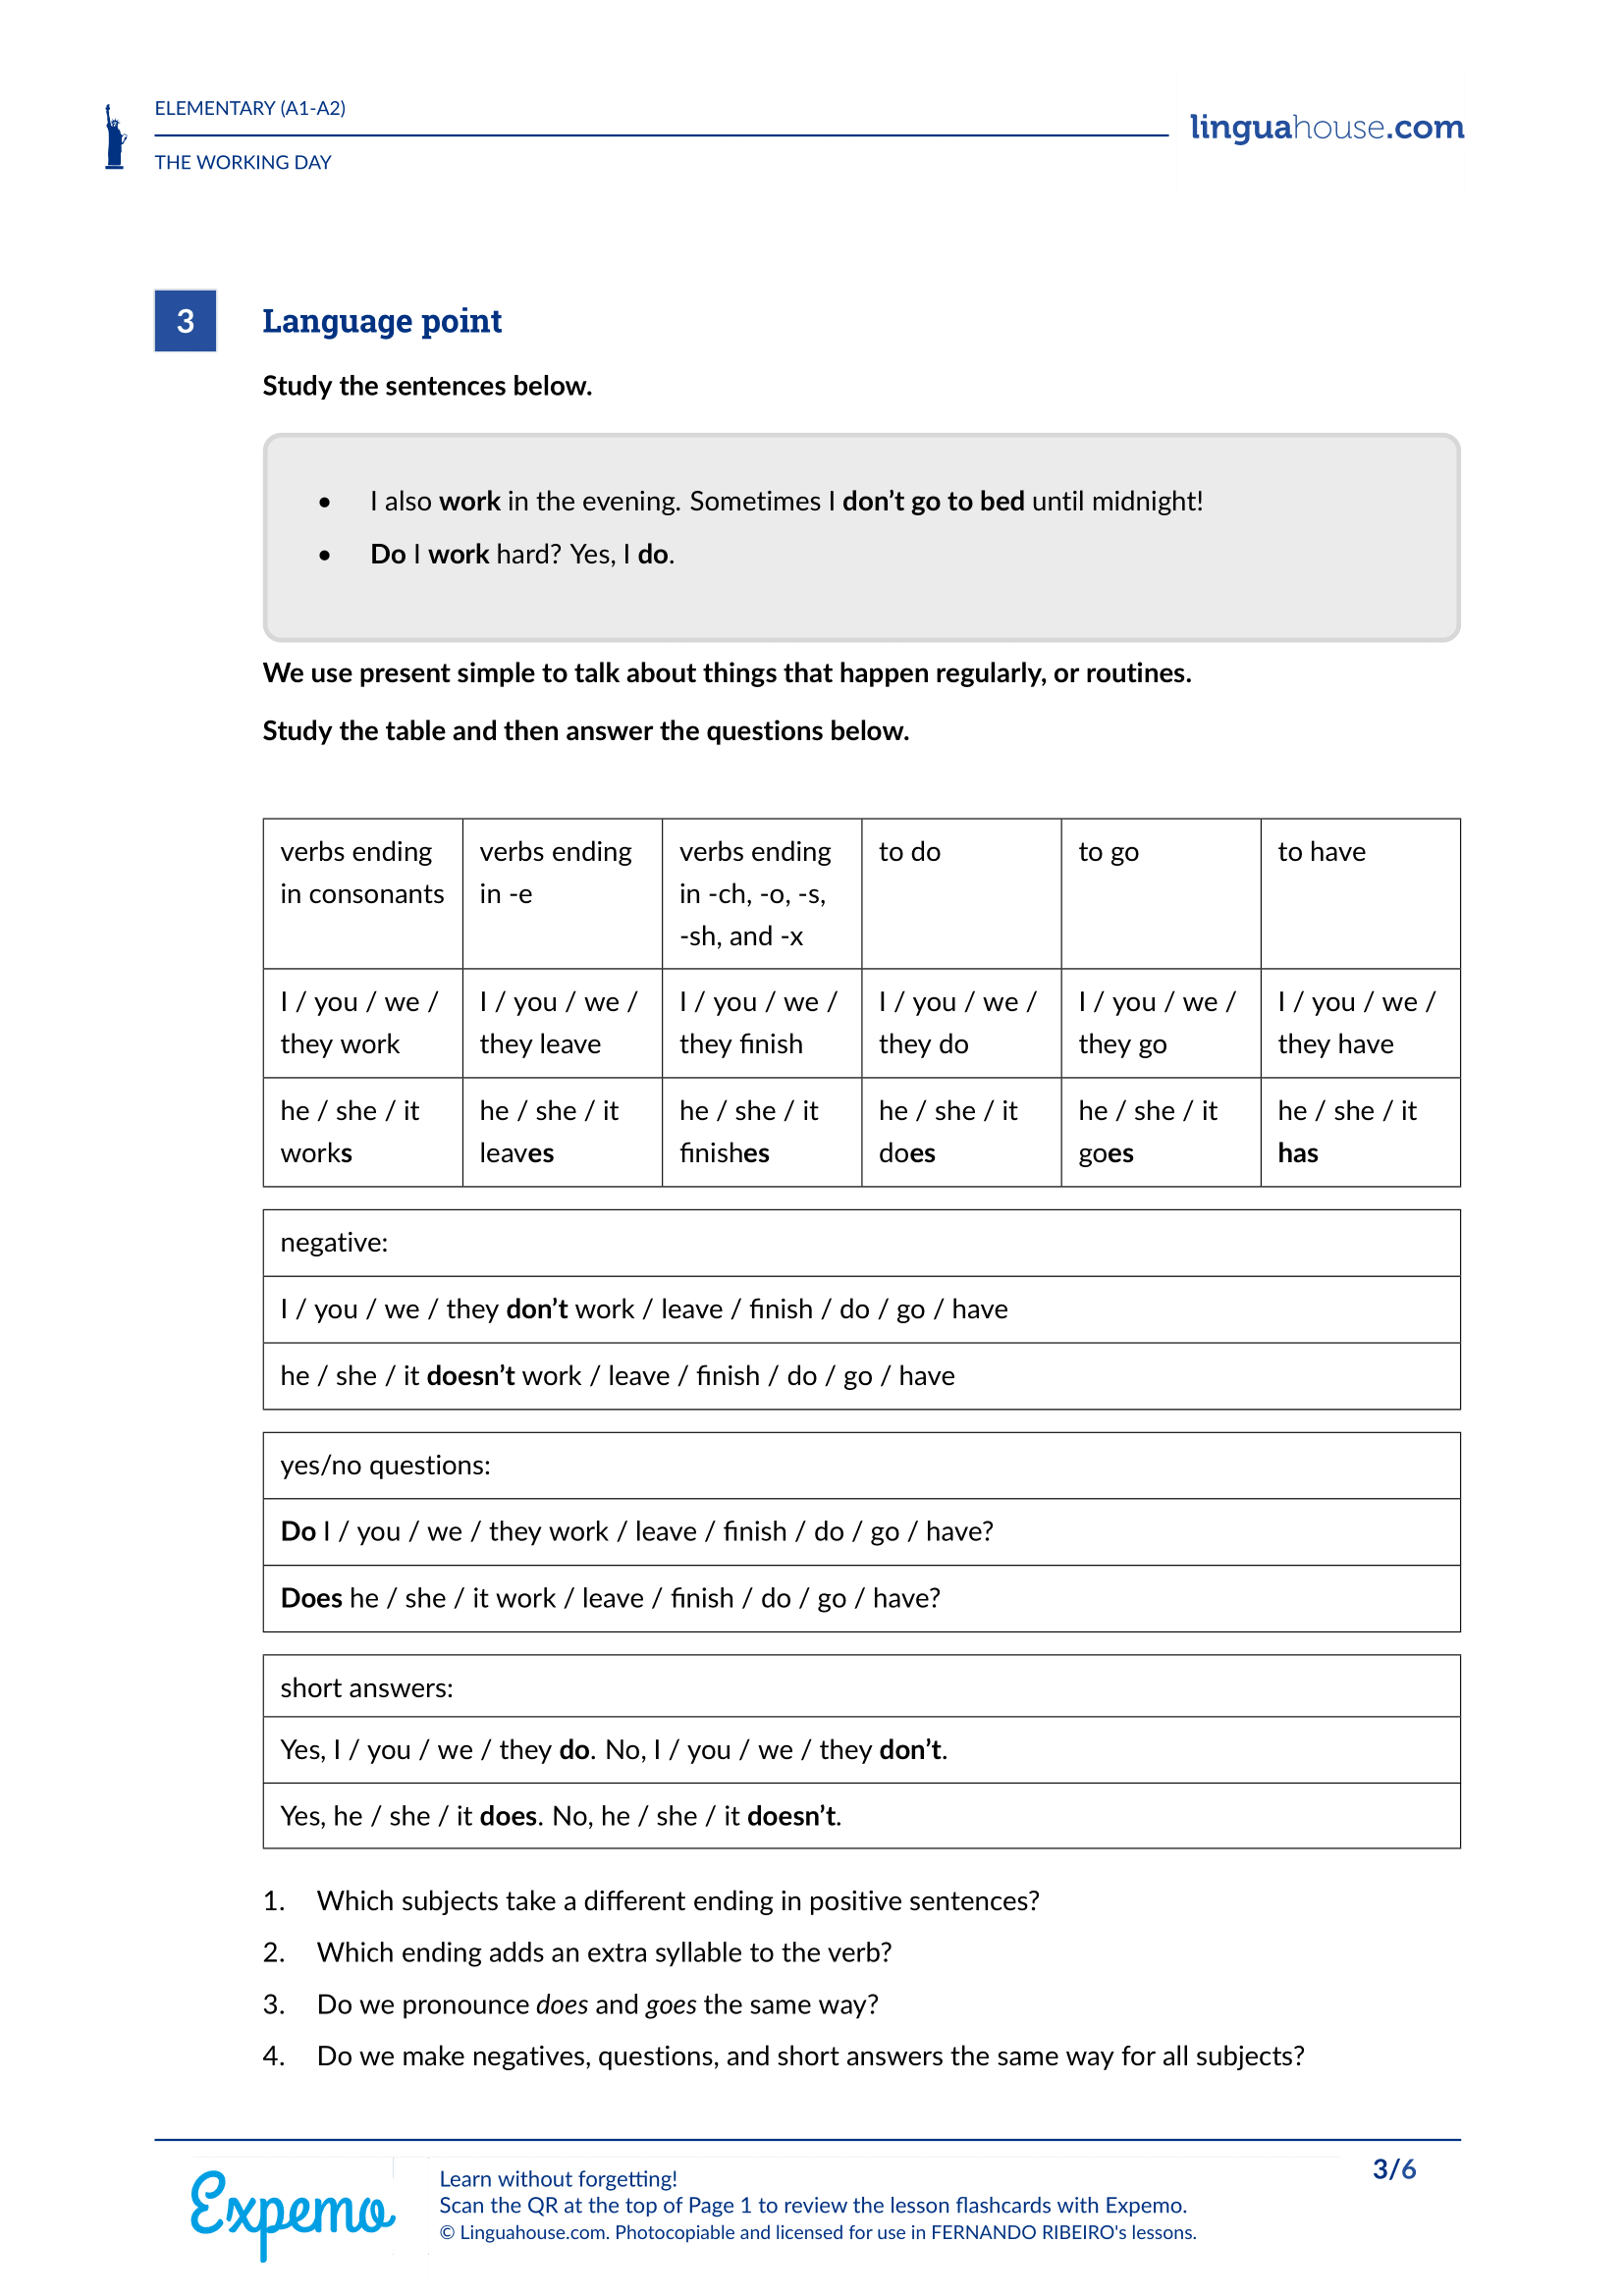 ELEMENTARY (A1-A2)
linguahouse.com
THE WORKING DAY
3
Language point
Study the sentences below.
• I also work in the evening. Sometimes I don’t go to bed until midnight!
• Do I work hard? Yes, I do.
We use present simple to talk about things that happen regularly, or routines.
Study the table and then answer the questions below.
verbs ending in consonants
verbs ending in -e
verbs ending in -ch, -o, -s, -sh, and -x
to do
to go
to have
I / you / we / they work
I / you / we / they leave
I / you / we / they finish
I / you / we / they do
I / you / we / they go
I / you / we / they have
he / she / it works
he / she / it leaves
he / she / it finishes
he / she / it does
he / she / it goes
he / she / it has
negative:
I / you / we / they don’t work / leave / finish / do / go / have
he / she / it doesn’t work / leave / finish / do / go / have
yes/no questions:
Do I / you / we / they work / leave / finish / do / go / have?
Does he / she / it work / leave / finish / do / go / have?
short answers:
Yes, I / you / we / they do. No, I / you / we / they don’t.
Yes, he / she / it does. No, he / she / it doesn’t.
1. Which subjects take a different ending in positive sentences?
2. Which ending adds an extra syllable to the verb?
3. Do we pronounce does and goes the same way?
4. Do we make negatives, questions, and short answers the same way for all subjects?
Expemo
Learn without forgetting!
Scan the QR at the top of Page 1 to review the lesson flashcards with Expemo.
© Linguahouse.com. Photocopiable and licensed for use in FERNANDO RIBEIRO's lessons.
3/6